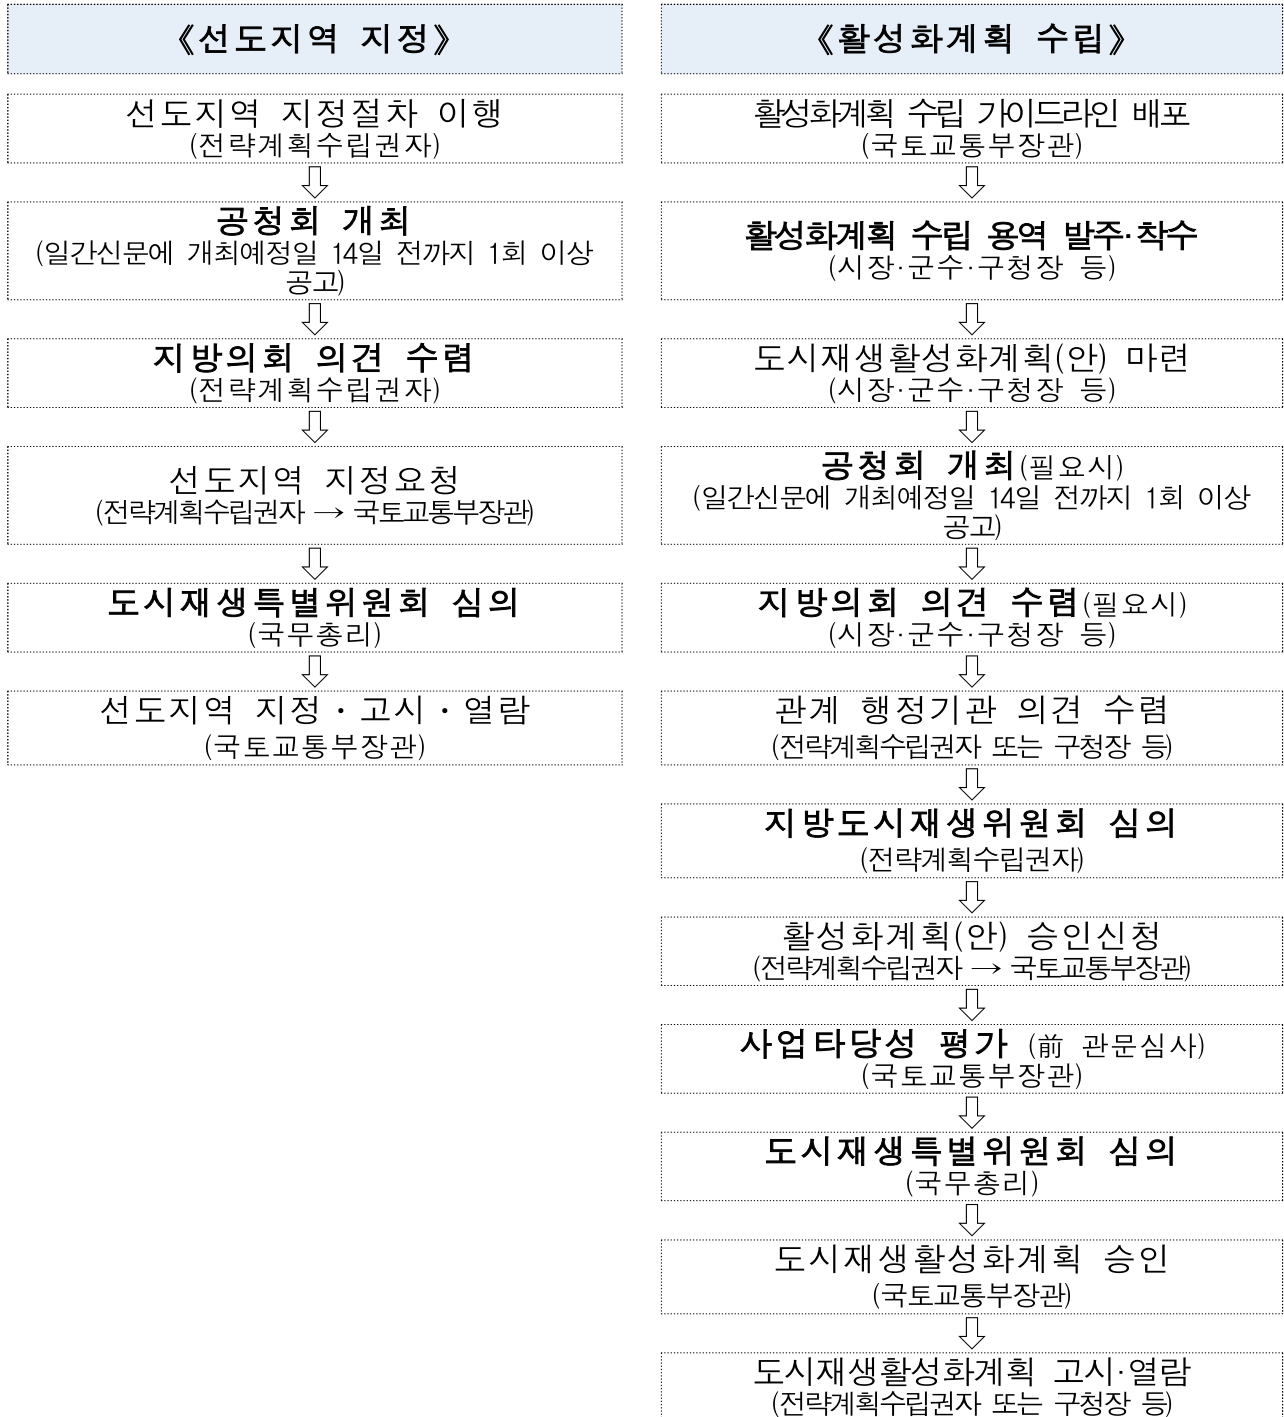 《선도지역 지정》
선도지역 지정절차 이행
(전략계획수립권자)
공청회 개최
(일간신문에 개최예정일 14일 전까지 1회 이상
공고)
지방의회 의견 수렴
(전략계획수립권자)
선도지역 지정요청
(전략계획수립권자 → 국토교통부장관)
도시재생특별위원회 심의
(국무총리)
선도지역 지정・고시・열람
(국토교통부장관)
《활성화계획 수립》
활성화계획 수립 가이드라인 배포
(국토교통부장관)
활성화계획 수립 용역 발주·착수
(시장·군수·구청장 등)
도시재생활성화계획(안) 마련
(시장·군수·구청장 등)
공청회 개최(필요시)
(일간신문에 개최예정일 14일 전까지 1회 이상
공고)
지방의회 의견 수렴(필요시)
(시장·군수·구청장 등)
관계 행정기관 의견 수렴
(전략계획수립권자 또는 구청장 등)
지방도시재생위원회 심의
(전략계획수립권자)
활성화계획(안) 승인신청
(전략계획수립권자 → 국토교통부장관)
사업타당성 평가 (前 관문심사)
(국토교통부장관)
도시재생특별위원회 심의
(국무총리)
도시재생활성화계획 승인
(국토교통부장관)
도시재생활성화계획 고시·열람
(전략계획수립권자 또는 구청장 등)